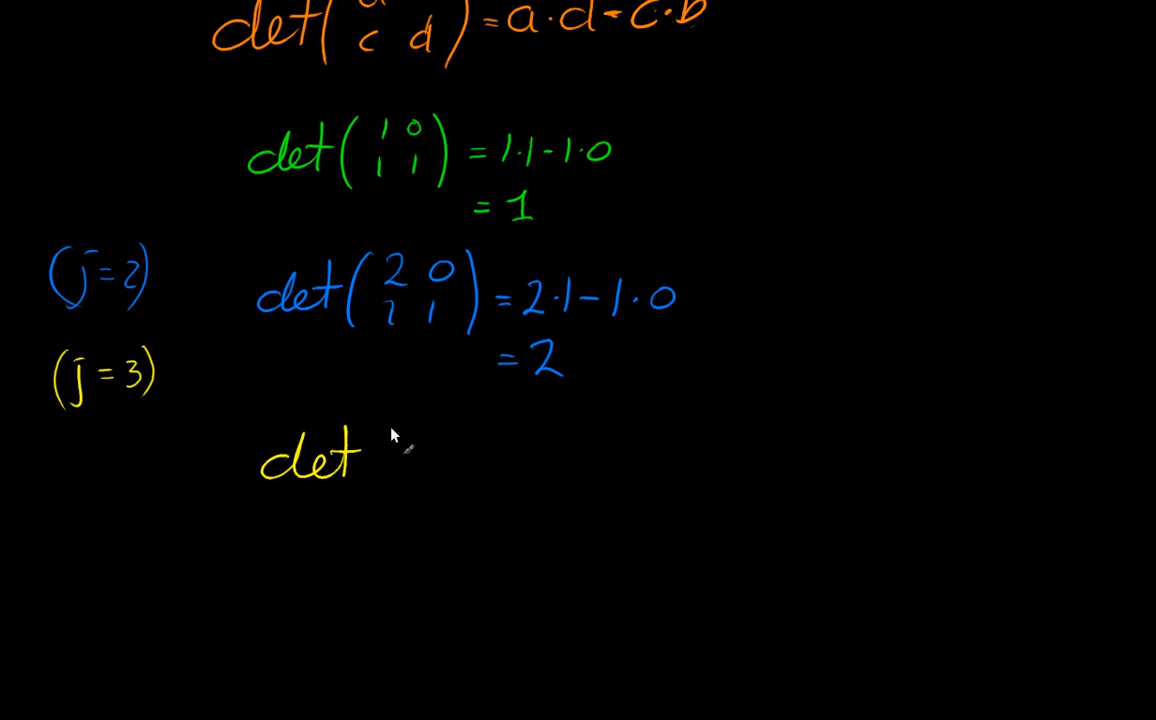 det( c d ) = a·d - c·b
det( 1 0
1 1 ) = 1·1 - 1·0
= 1
(j=2) det( 2 0
1 1 ) = 2·1 - 1·0
= 2
(j=3)
det